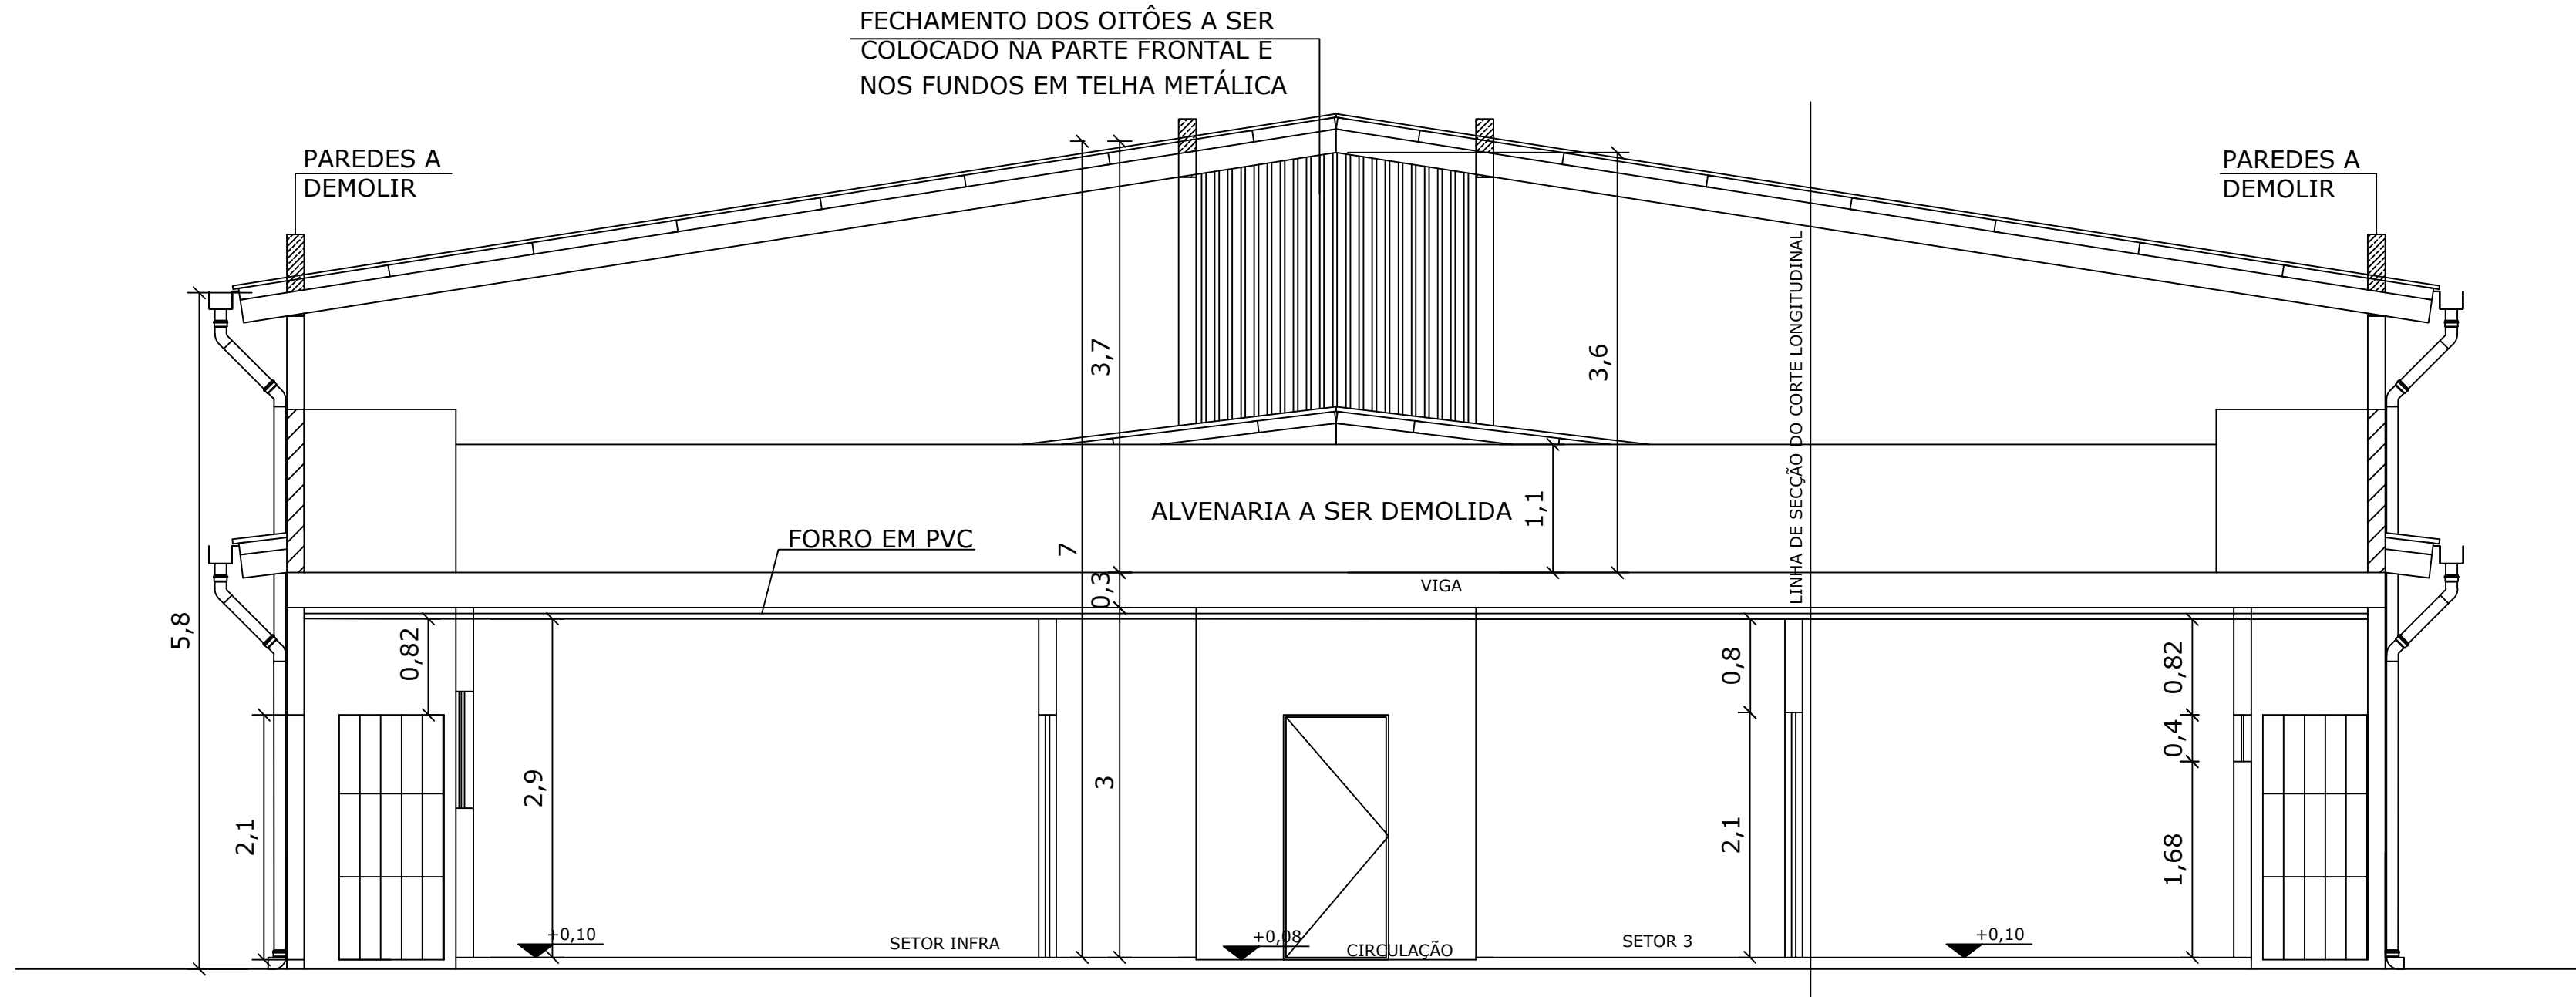 FECHAMENTO DOS OITÔES A SER
COLOCADO NA PARTE FRONTAL E
NOS FUNDOS EM TELHA METÁLICA
PAREDES A
DEMOLIR
PAREDES A
DEMOLIR
LINHA DE SECÇÃO DO CORTE LONGITUDINAL
3,7
3,6
ALVENARIA A SER DEMOLIDA
1,1
FORRO EM PVC
7
0,3
VIGA
5,8
0,82
0,8
0,82
0,4
2,9
3
2,1
2,1
1,68
+0,10
SETOR INFRA
+0,08
CIRCULAÇÃO
SETOR 3
+0,10